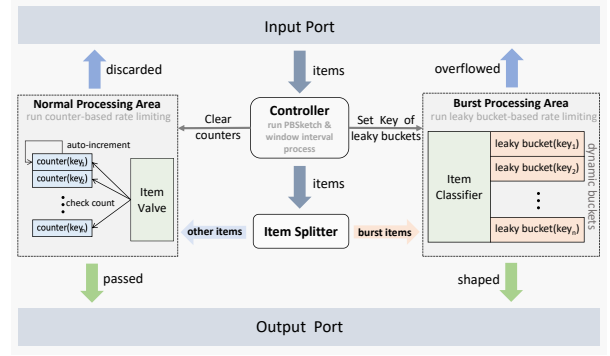 Input Port
discarded
items
overflowed
Normal Processing Area
run counter-based rate limiting
auto-increment
counter(key₁)
counter(key₂)
check count
counter(keyₙ)
Item
Valve
Clear
counters
Controller
run PBSketch
& window interval
process
Set Key of
leaky buckets
items
other items
Item Splitter
burst items
Burst Processing Area
run leaky bucket-based rate limiting
Item
Classifier
leaky bucket(key₁)
leaky bucket(key₂)
leaky bucket(keyₙ)
dynamic buckets
passed
shaped
Output Port